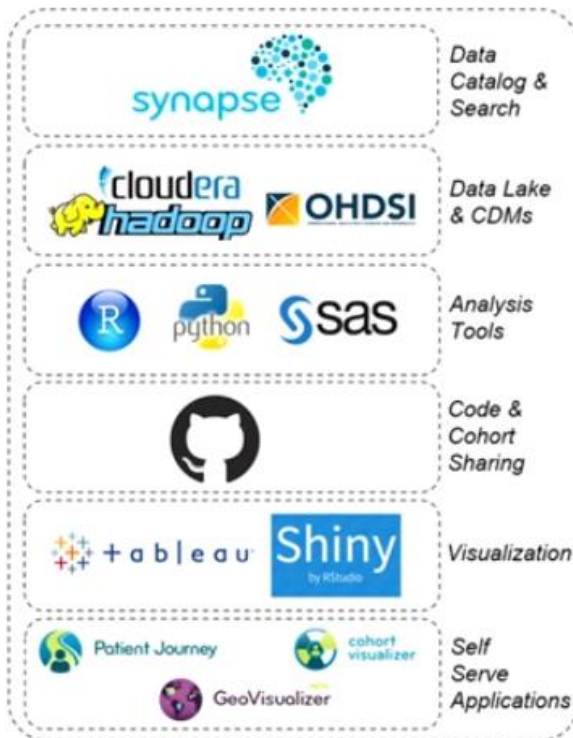 synapse
Data
Catalog &
Search
cloudera
hadoop
OHDSI
Data Lake
& CDMs
R
python
sas
Analysis
Tools
Code &
Cohort
Sharing
+ableau
Shiny
by RStudio
Visualization
Patient Journey
cohort
visualizer
GeoVisualizer
Self
Serve
Applications